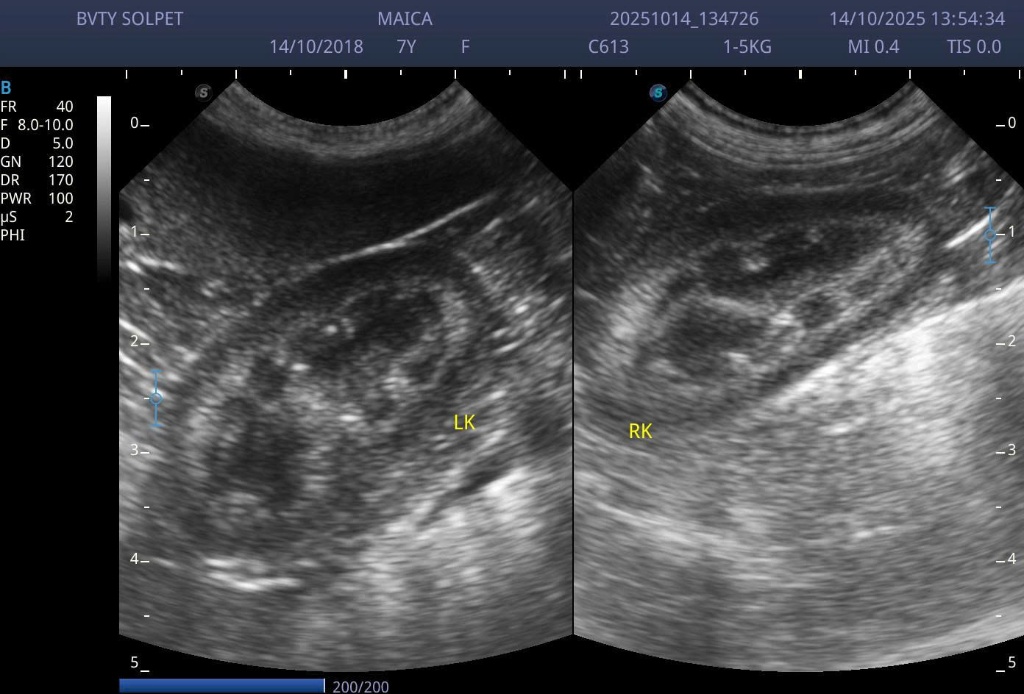 BVTY SOLPET MAICA 20251014_134726 14/10/2025 13:54:34
14/10/2018 7Y F C613 1-5KG MI 0.4 TIS 0.0
B
FR 40
F 8.0-10.0
D 5.0
GN 120
DR 170
PWR 100
µS 2
PHI
S S
0 0
1 1
2 2
LK RK
3 3
4 4
5 5
200/200